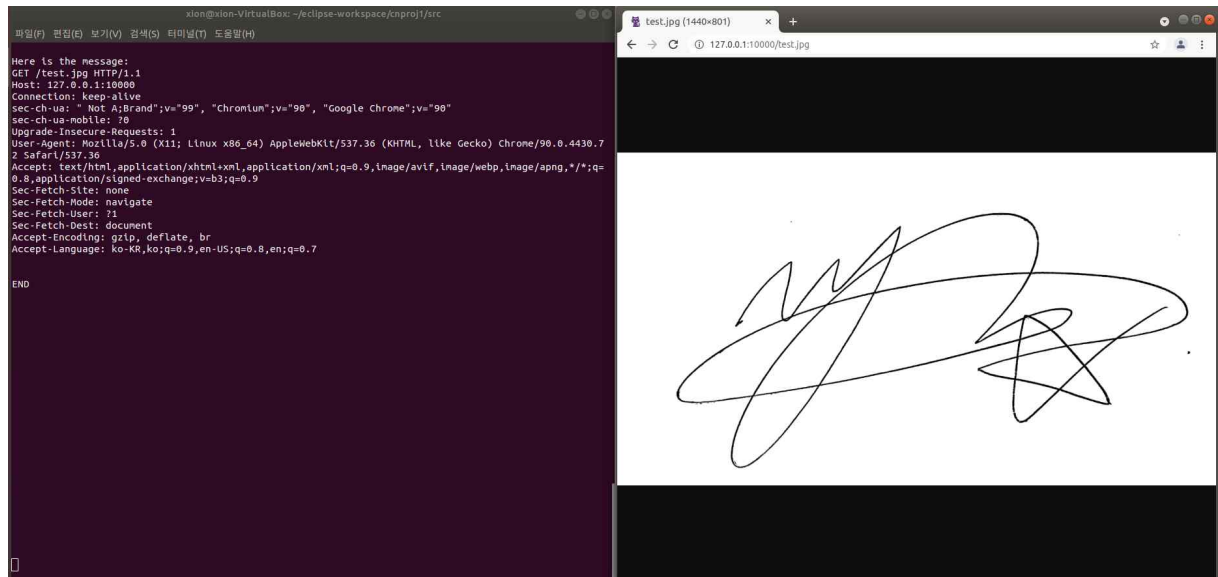 xion@xion-VirtualBox: ~/eclipse-workspace/cnproj1/src
파일(F) 편집(E) 보기(V) 검색(S) 터미널(T) 도움말(H)
Here is the message:
GET /test.jpg HTTP/1.1
Host: 127.0.0.1:10000
Connection: keep-alive
sec-ch-ua: " Not A;Brand";v="99", "Chromium";v="90", "Google Chrome";v="90"
sec-ch-ua-mobile: ?0
Upgrade-Insecure-Requests: 1
User-Agent: Mozilla/5.0 (X11; Linux x86_64) AppleWebKit/537.36 (KHTML, like Gecko) Chrome/90.0.4430.7
2 Safari/537.36
Accept: text/html,application/xhtml+xml,application/xml;q=0.9,image/avif,image/webp,image/apng,*/*;q=
0.8,application/signed-exchange;v=b3;q=0.9
Sec-Fetch-Site: none
Sec-Fetch-Mode: navigate
Sec-Fetch-User: ?1
Sec-Fetch-Dest: document
Accept-Encoding: gzip, deflate, br
Accept-Language: ko-KR,ko;q=0.9,en-US;q=0.8,en;q=0.7
END
test.jpg (1440×801)
127.0.0.1:10000/test.jpg